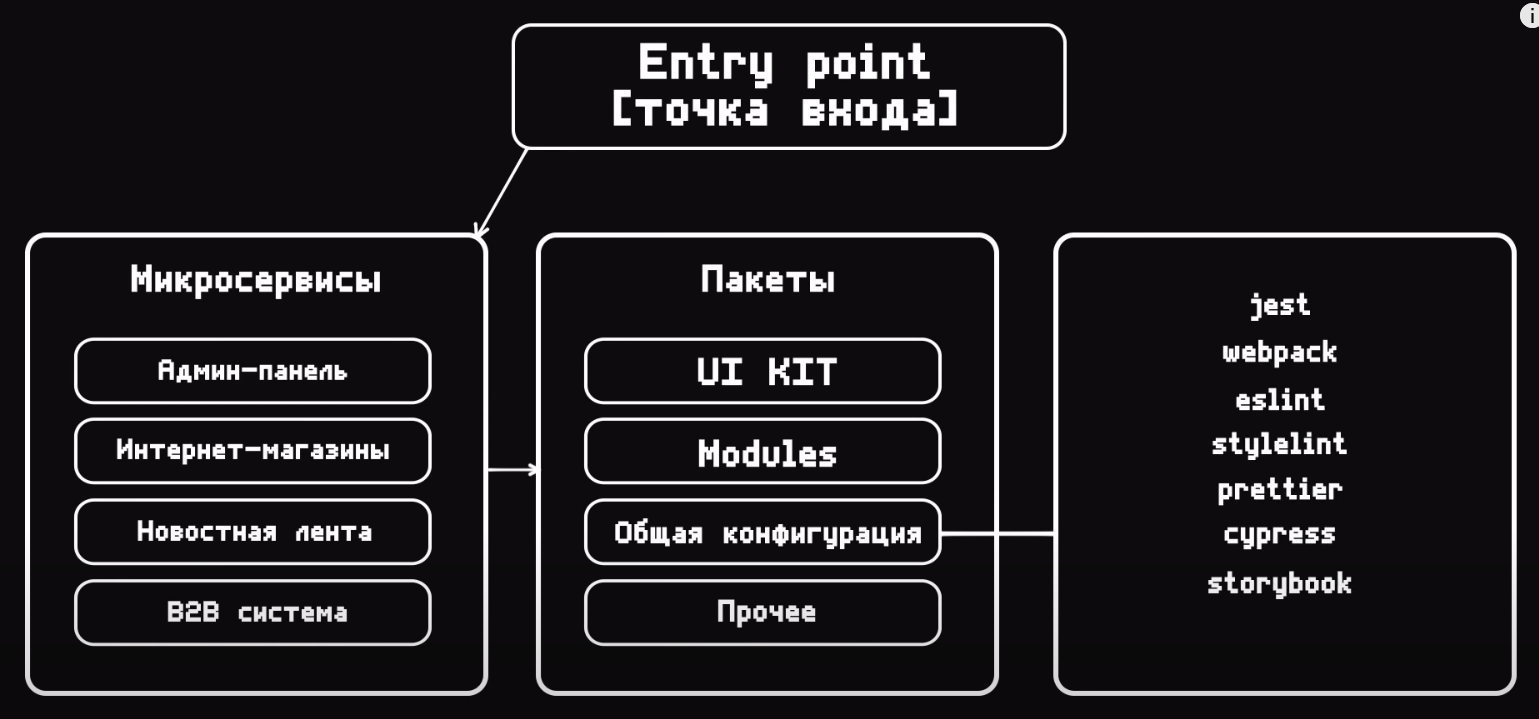 Entry point
[точка входа]
Микросервисы
Админ-панель
Интернет-магазины
Новостная лента
B2B система
Пакеты
UI KIT
Modules
Общая конфигурация
Прочее
jest
webpack
eslint
stylelint
prettier
cypress
storybook
i